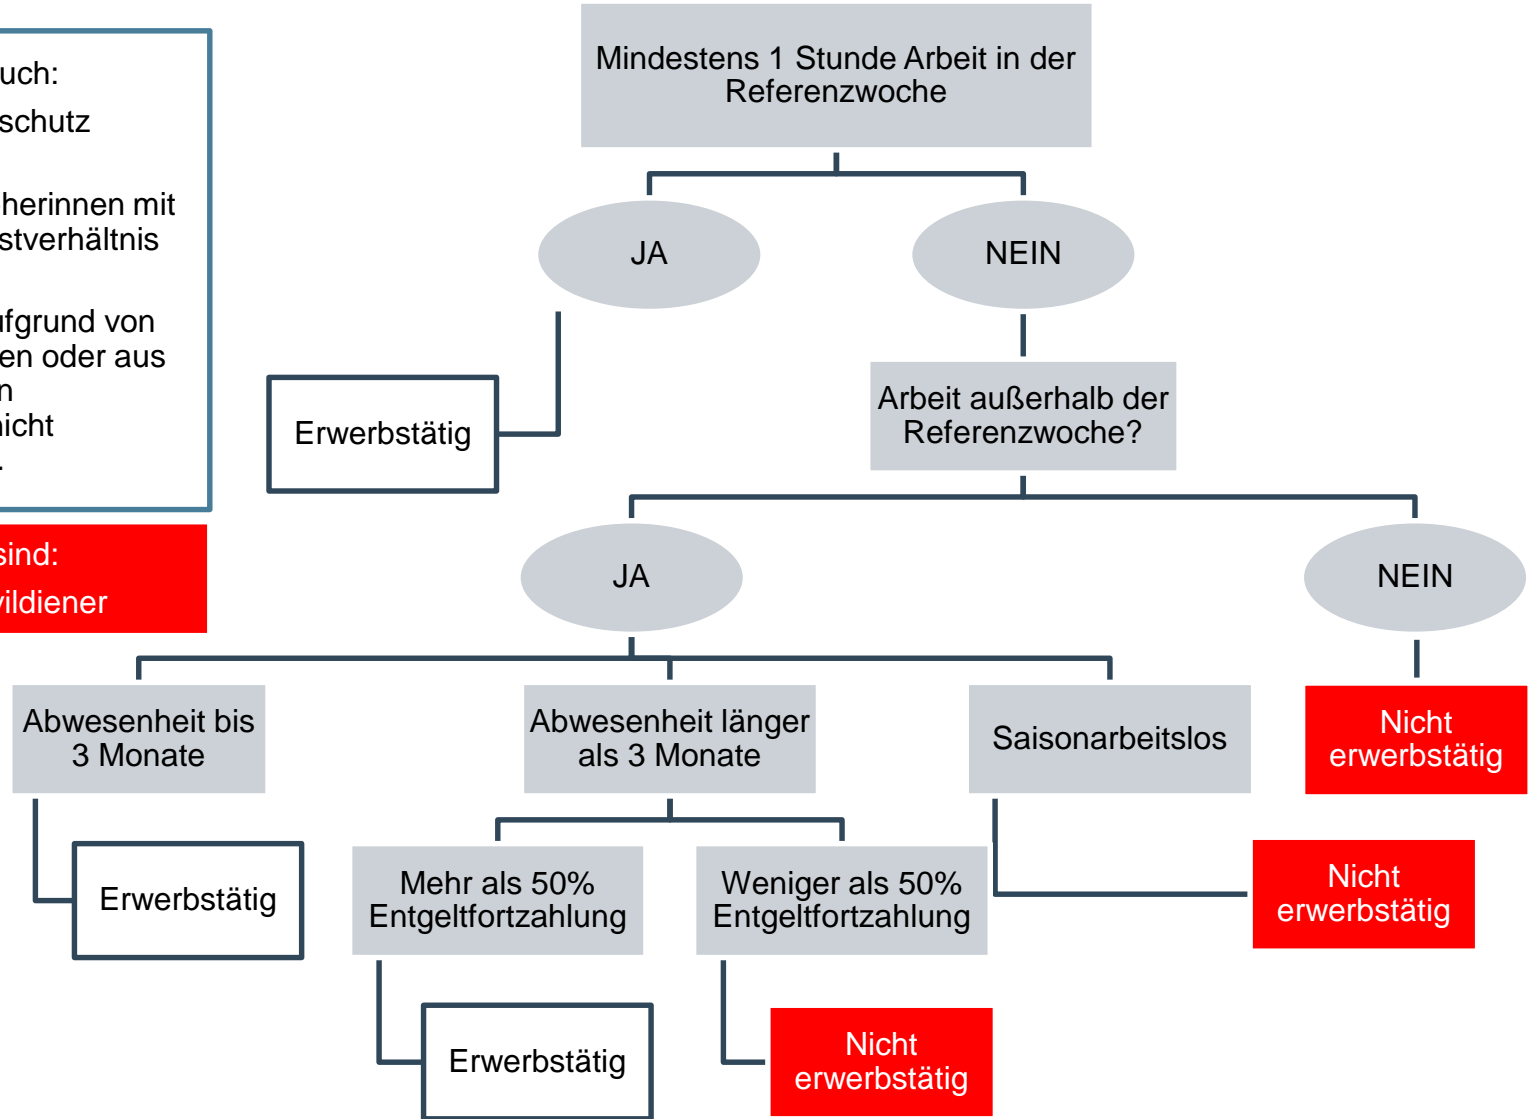 Mindestens 1 Stunde Arbeit in der
Referenzwoche
uch:
schutz
herinnen mit
stverhältnis
ufgrund von
en oder aus
n
nicht
.
sind:
vildiener
JA
NEIN
Erwerbstätig
Arbeit außerhalb der
Referenzwoche?
JA
NEIN
Abwesenheit bis
3 Monate
Abwesenheit länger
als 3 Monate
Saisonarbeitslos
Nicht
erwerbstätig
Erwerbstätig
Mehr als 50%
Entgeltfortzahlung
Weniger als 50%
Entgeltfortzahlung
Nicht
erwerbstätig
Erwerbstätig
Nicht
erwerbstätig